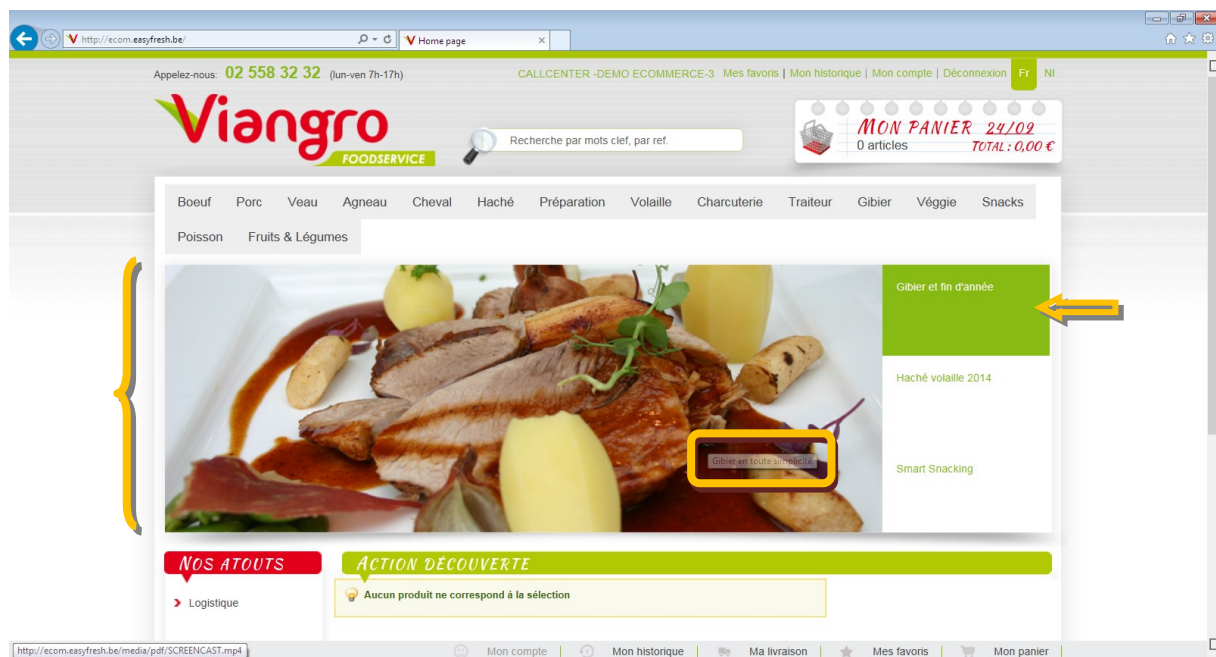 http://ecom.easyfresh.be/
Home page
Appelez-nous: 02 558 32 32 (lun-ven 7h-17h)
CALLCENTER -DEMO ECOMMERCE-3 Mes favoris | Mon historique | Mon compte | Déconnexion Fr Nl
Viangro
FOODSERVICE
Recherche par mots clef, par ref.
MON PANIER 24/09
0 articles TOTAL : 0,00 €
Boeuf Porc Veau Agneau Cheval Haché Préparation Volaille Charcuterie Traiteur Gibier Véggie Snacks
Poisson Fruits & Légumes
Gibier et fin d'année
Haché volaille 2014
Gibier en toute simplicité
Smart Snacking
NOS ATOUTS
ACTION DÉCOUVERTE
Aucun produit ne correspond à la sélection
Logistique
http://ecom.easyfresh.be/media/pdf/SCREENCAST.mp4
Mon compte | Mon historique | Ma livraison | Mes favoris | Mon panier |